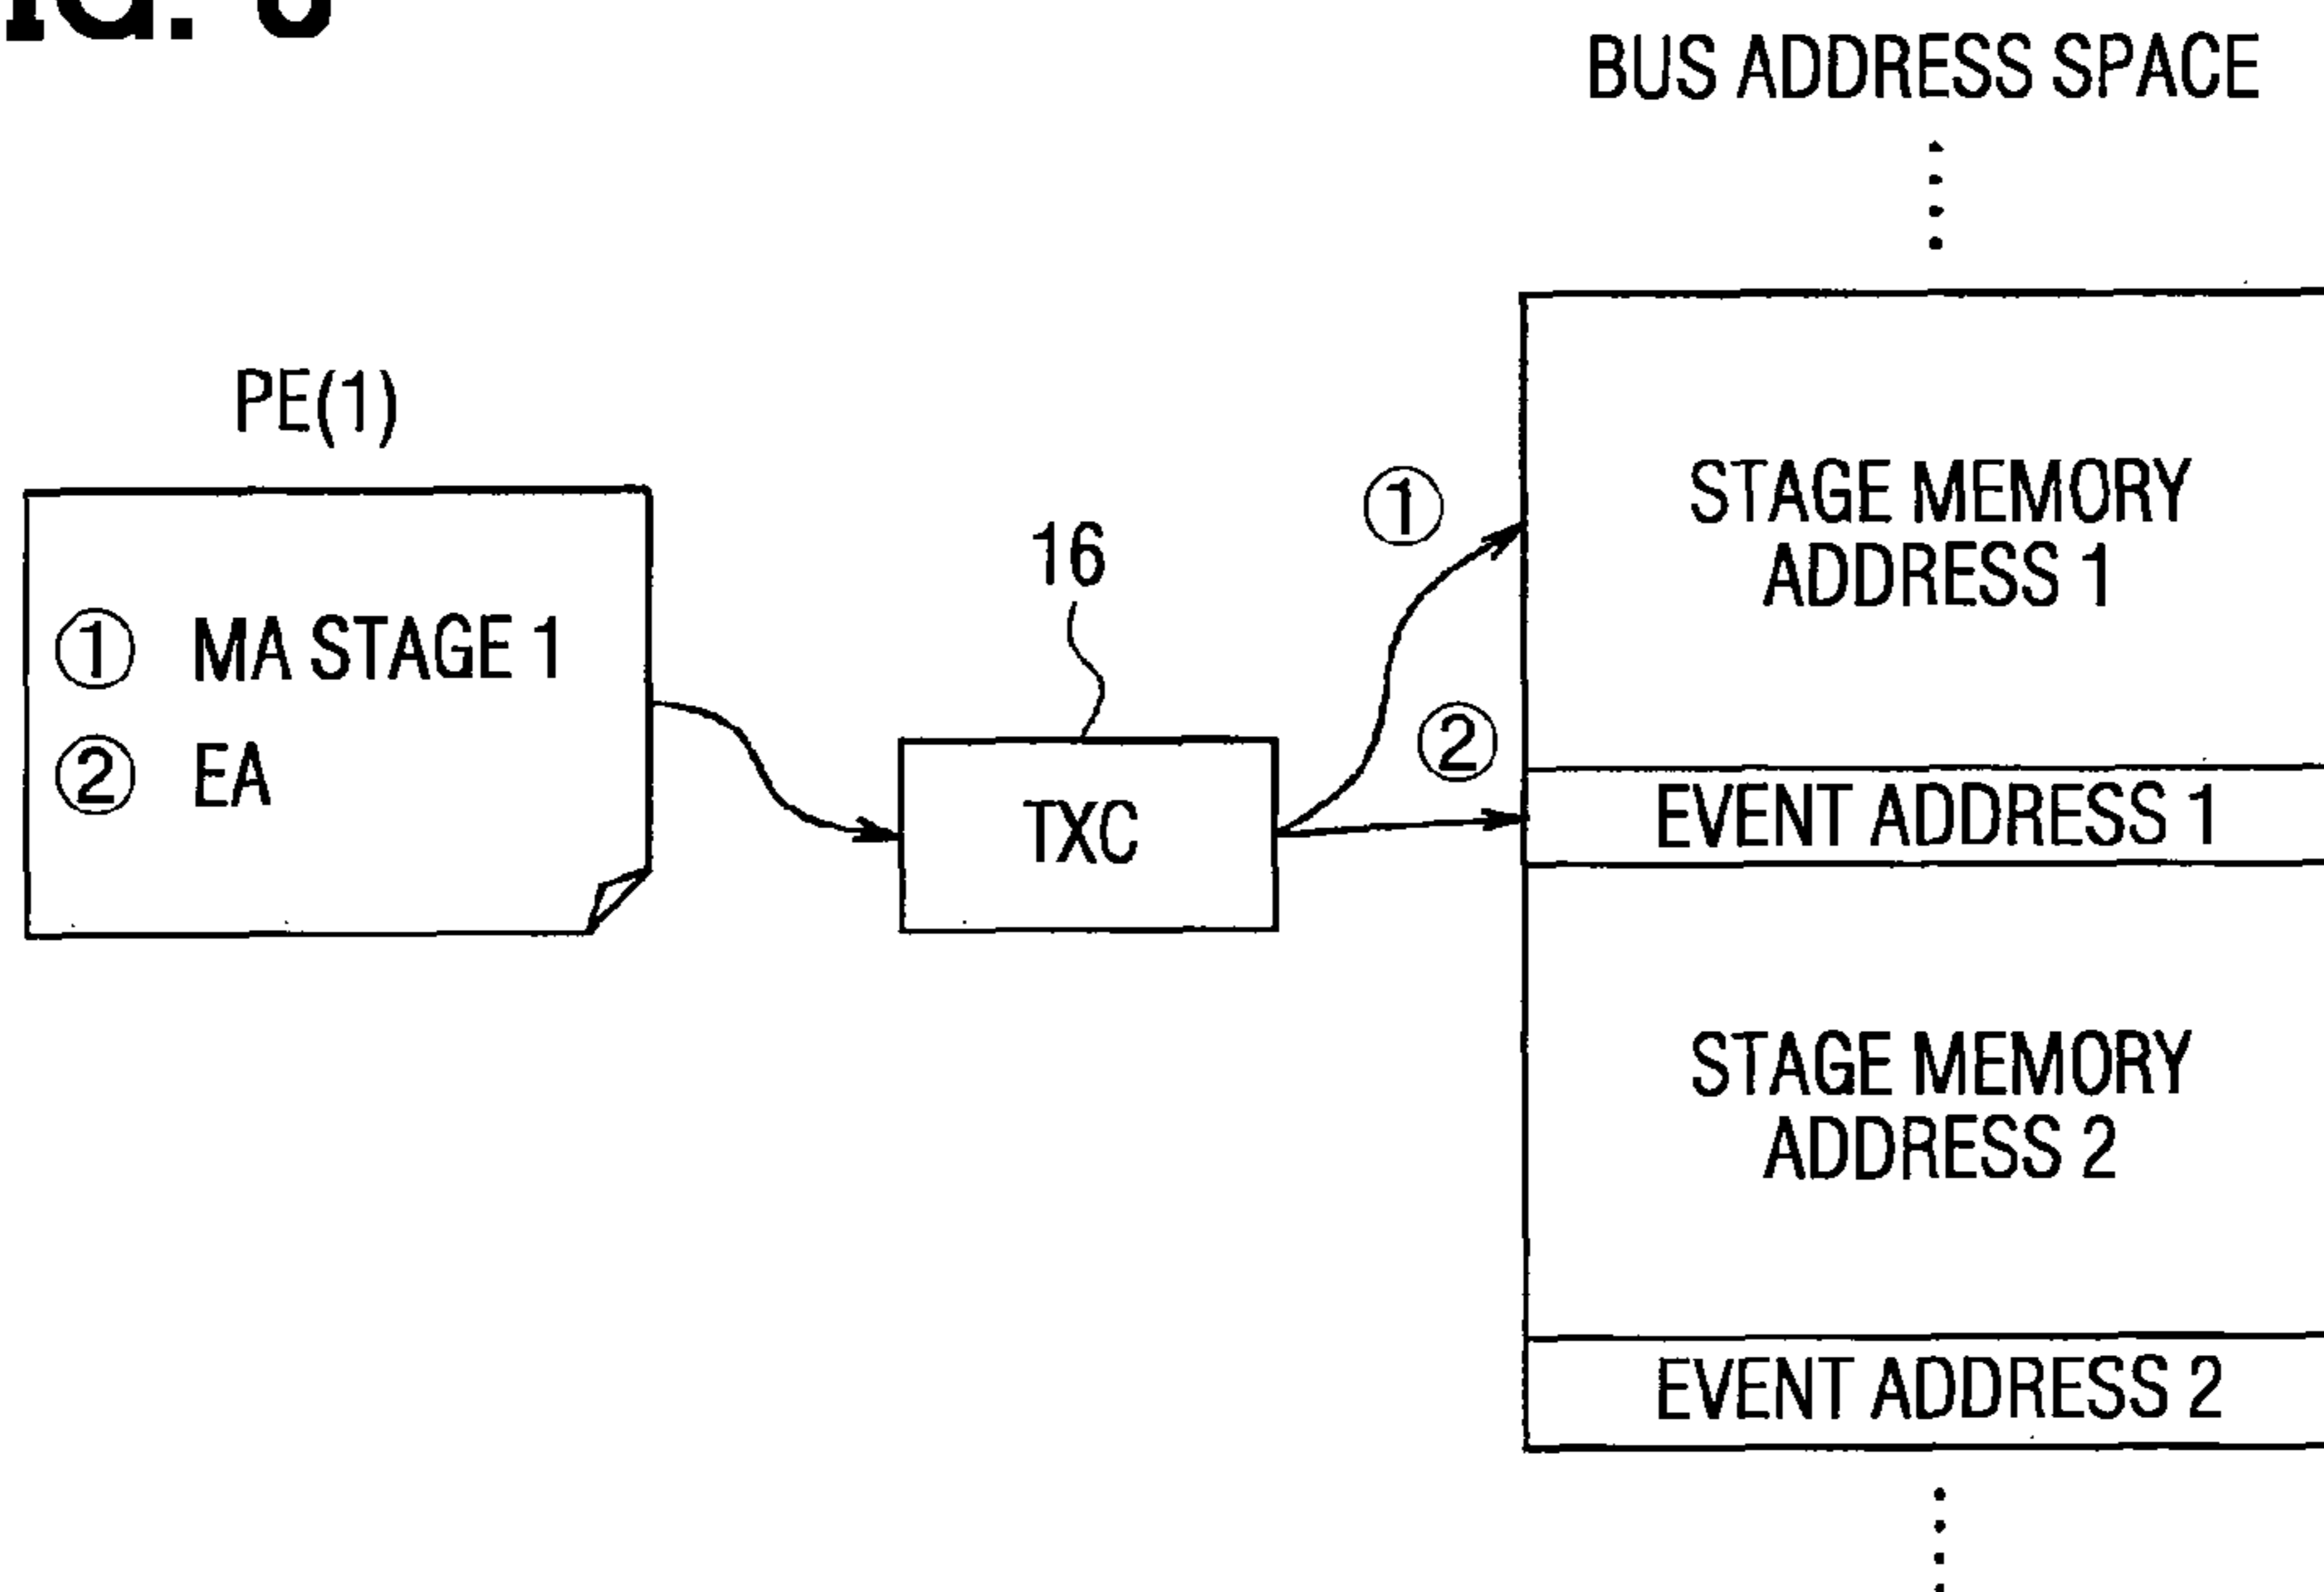 BUS ADDRESS SPACE
PE(1)
① MA STAGE 1
② EA
16
TXC
①
②
STAGE MEMORY
ADDRESS 1
EVENT ADDRESS 1
STAGE MEMORY
ADDRESS 2
EVENT ADDRESS 2